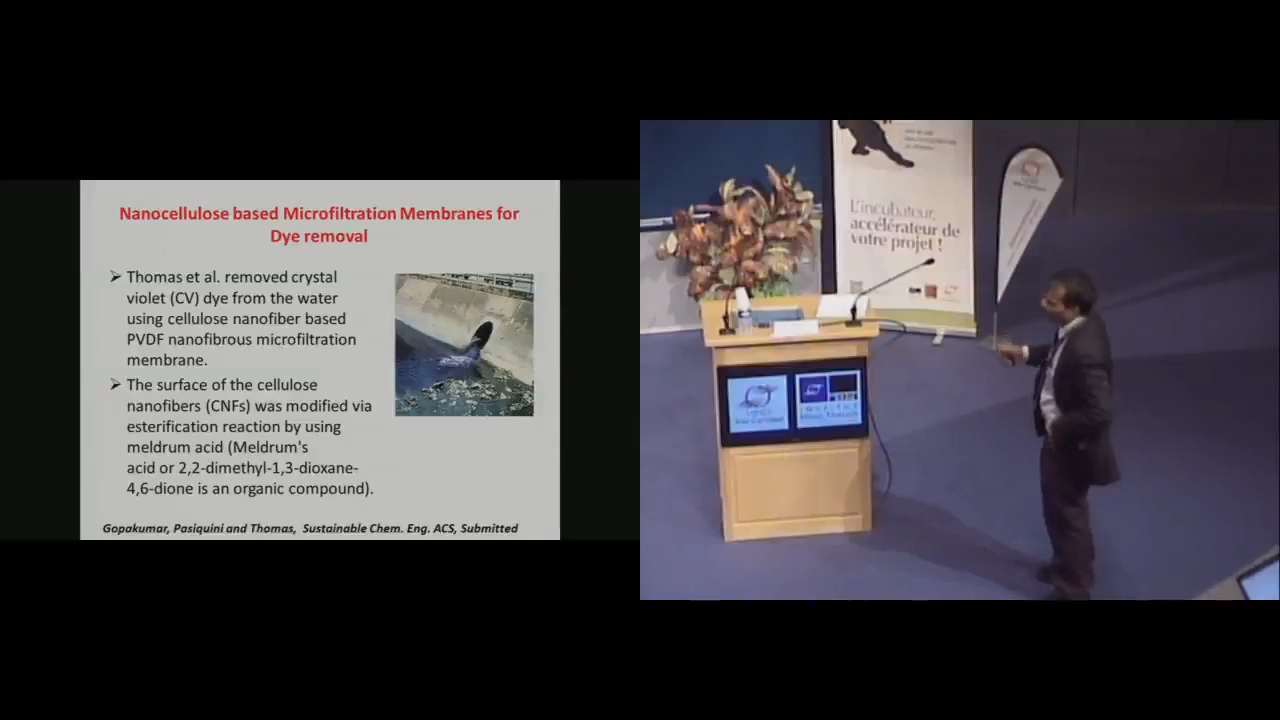 Nanocellulose based Microfiltration Membranes for
Dye removal
➢ Thomas et al. removed crystal
violet (CV) dye from the water
using cellulose nanofiber based
PVDF nanofibrous microfiltration
membrane.
➢ The surface of the cellulose
nanofibers (CNFs) was modified via
esterification reaction by using
meldrum acid (Meldrum's
acid or 2,2-dimethyl-1,3-dioxane-
4,6-dione is an organic compound).
Gopakumar, Pasiquini and Thomas, Sustainable Chem. Eng. ACS, Submitted
L'incubateur,
accélérateur de
votre projet !